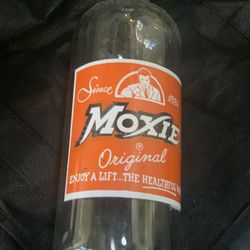 Since 1884
MOXIE
®
Original
ENJOY A LIFT...THE HEALTHFUL